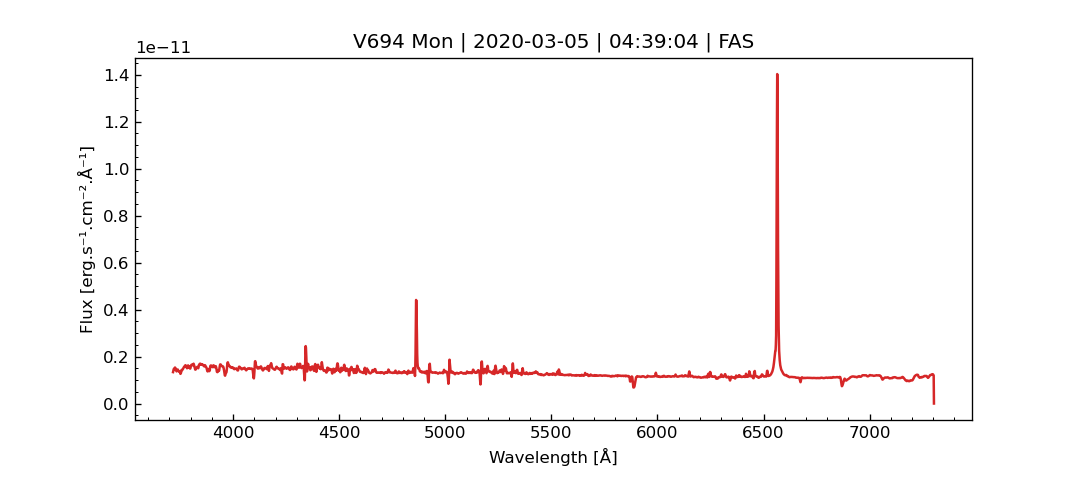 V694 Mon | 2020-03-05 | 04:39:04 | FAS
1e−11
1.4
1.2
1.0
0.8
0.6
0.4
0.2
0.0
Flux [erg.s⁻¹.cm⁻².Å⁻¹]
4000 4500 5000 5500 6000 6500 7000
Wavelength [Å]